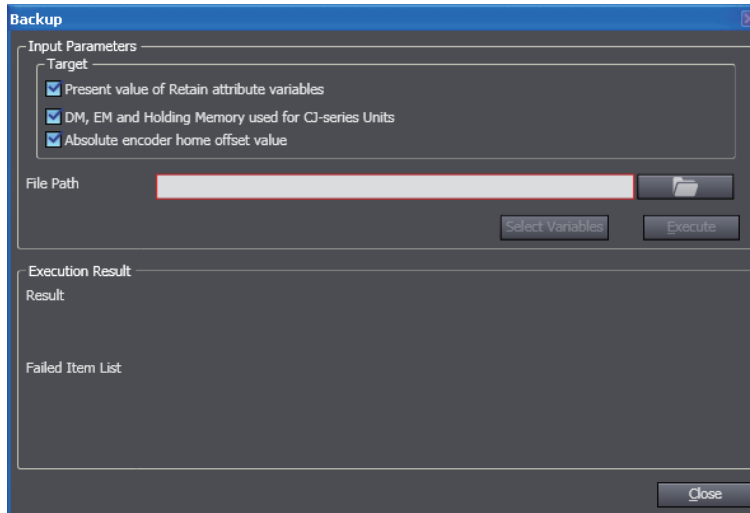 Backup
Input Parameters
Target
Present value of Retain attribute variables
DM, EM and Holding Memory used for CJ-series Units
Absolute encoder home offset value
File Path
Select Variables Execute
Execution Result
Result
Failed Item List
Close